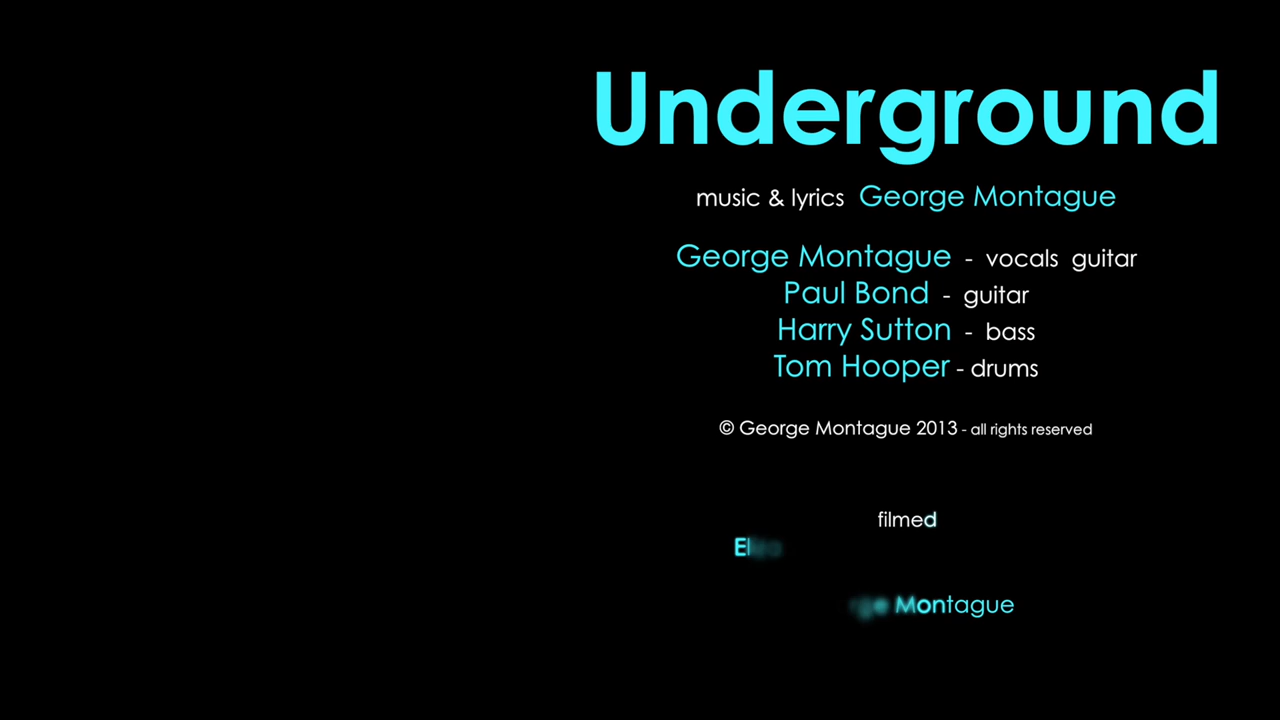 Underground
music & lyrics George Montague
George Montague - vocals guitar
Paul Bond - guitar
Harry Sutton - bass
Tom Hooper - drums
© George Montague 2013 - all rights reserved
filmed
Montague